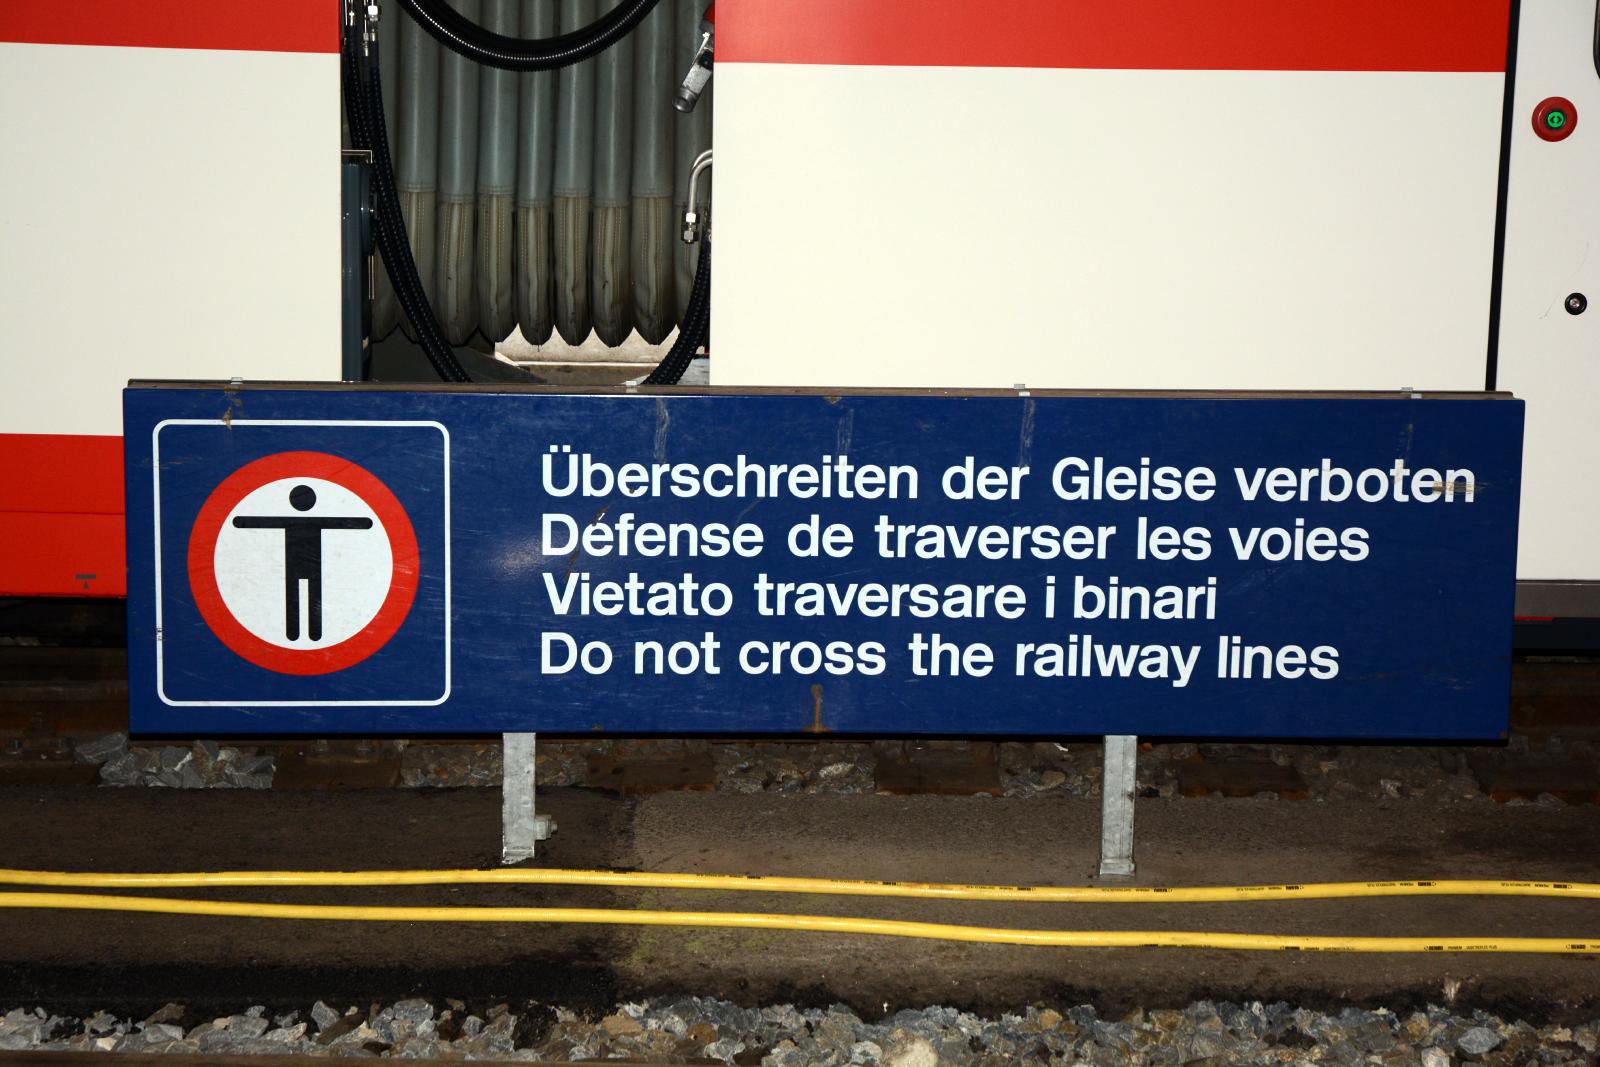 Überschreiten der Gleise verboten
Défense de traverser les voies
Vietato traversare i binari
Do not cross the railway lines